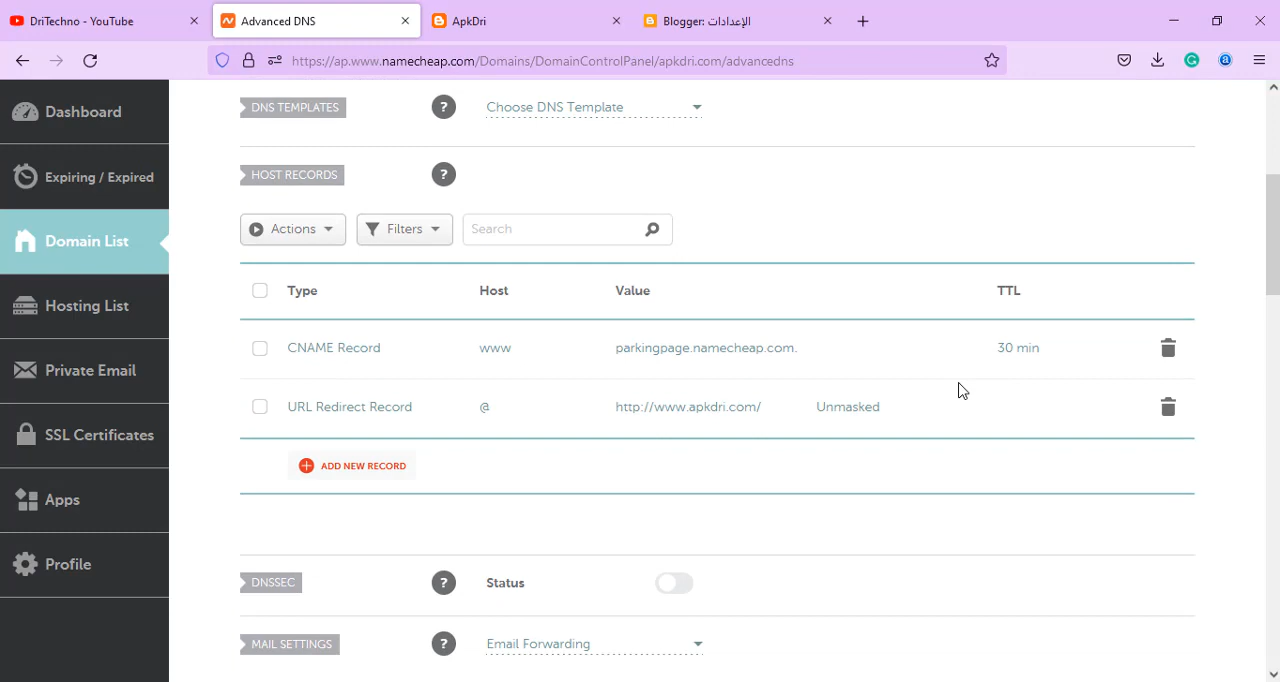 DriTechno - YouTube
Advanced DNS
ApkDri
Blogger: الإعدادات
https://ap.www.namecheap.com/Domains/DomainControlPanel/apkdri.com/advancedns
Dashboard
Expiring / Expired
Domain List
Hosting List
Private Email
SSL Certificates
Apps
Profile
DNS TEMPLATES ? Choose DNS Template
HOST RECORDS ?
Actions Filters Search
Type Host Value TTL
CNAME Record www parkingpage.namecheap.com. 30 min
URL Redirect Record @ http://www.apkdri.com/ Unmasked
ADD NEW RECORD
DNSSEC ? Status
MAIL SETTINGS ? Email Forwarding